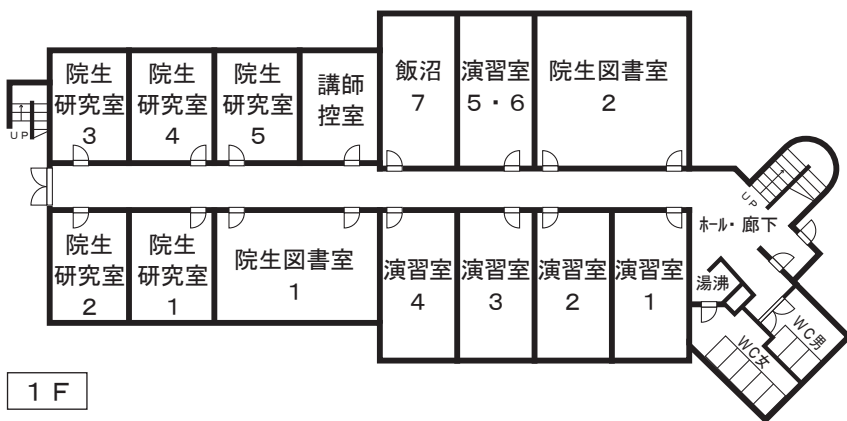 院生
研究室
3
院生
研究室
4
院生
研究室
5
講師
控室
飯沼
7
演習室
5・6
院生図書室
2
UP
UP
ホール・廊下
院生
研究室
2
院生
研究室
1
院生図書室
1
演習室
4
演習室
3
演習室
2
演習室
1
湯沸
WC男
WC女
1F